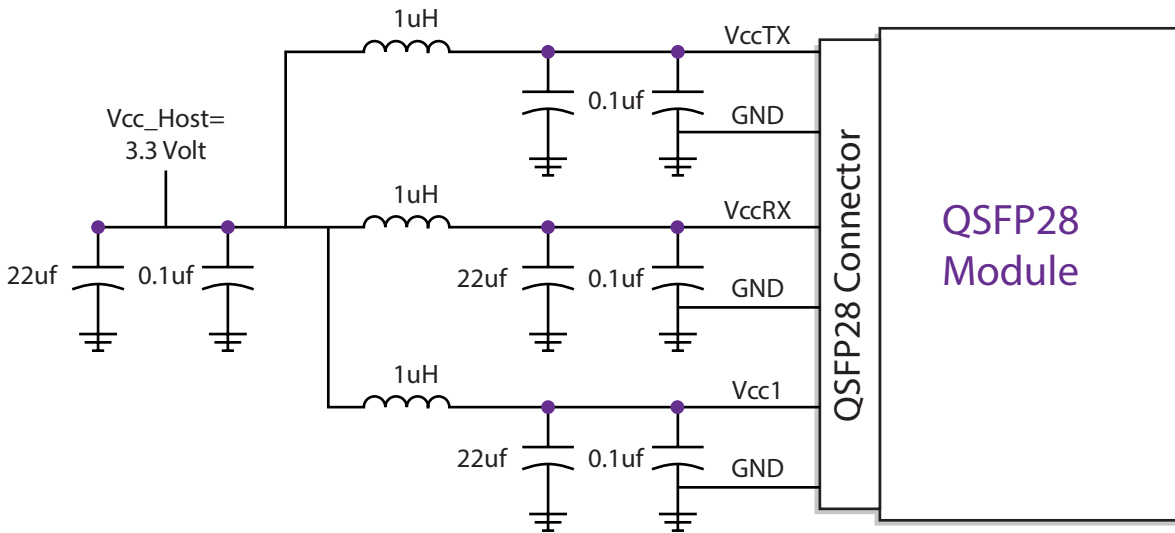 1uH
VccTX
0.1uf
GND
Vcc_Host=
3.3 Volt
1uH
VccRX
22uf
0.1uf
22uf
0.1uf
GND
1uH
Vcc1
22uf
0.1uf
GND
QSFP28 Connector
QSFP28
Module